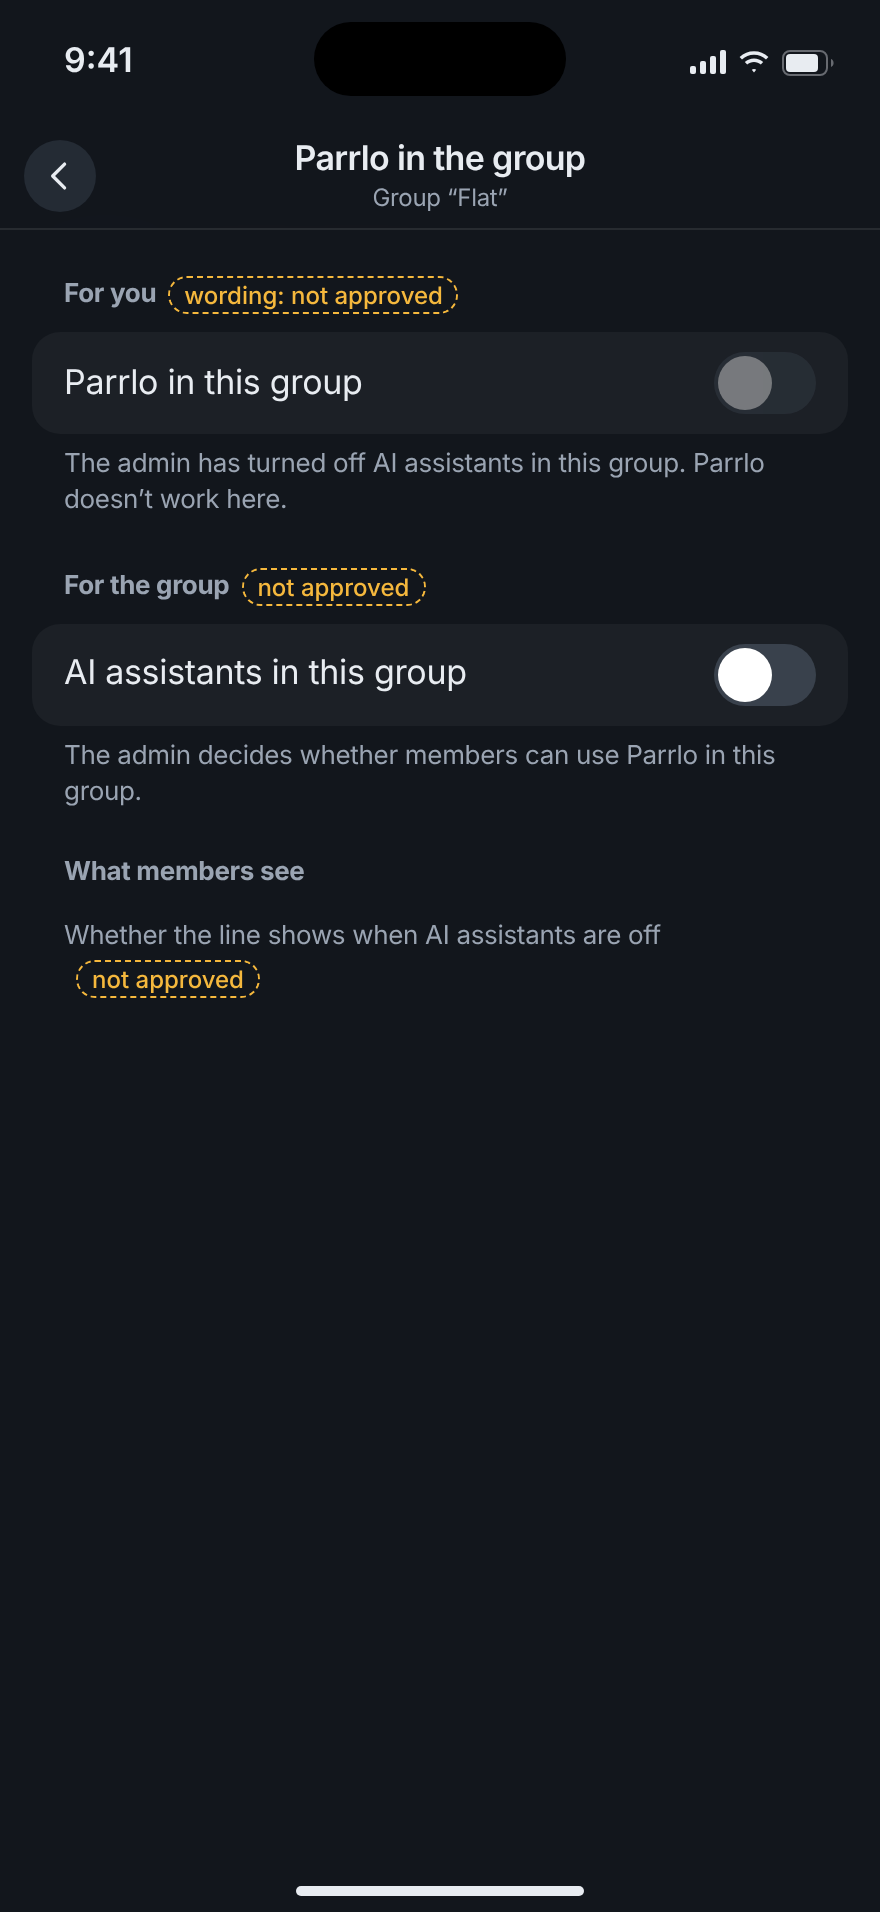 9:41
Parrlo in the group
Group “Flat”
For you wording: not approved
Parrlo in this group
The admin has turned off AI assistants in this group. Parrlo
doesn’t work here.
For the group not approved
AI assistants in this group
The admin decides whether members can use Parrlo in this
group.
What members see
Whether the line shows when AI assistants are off
not approved